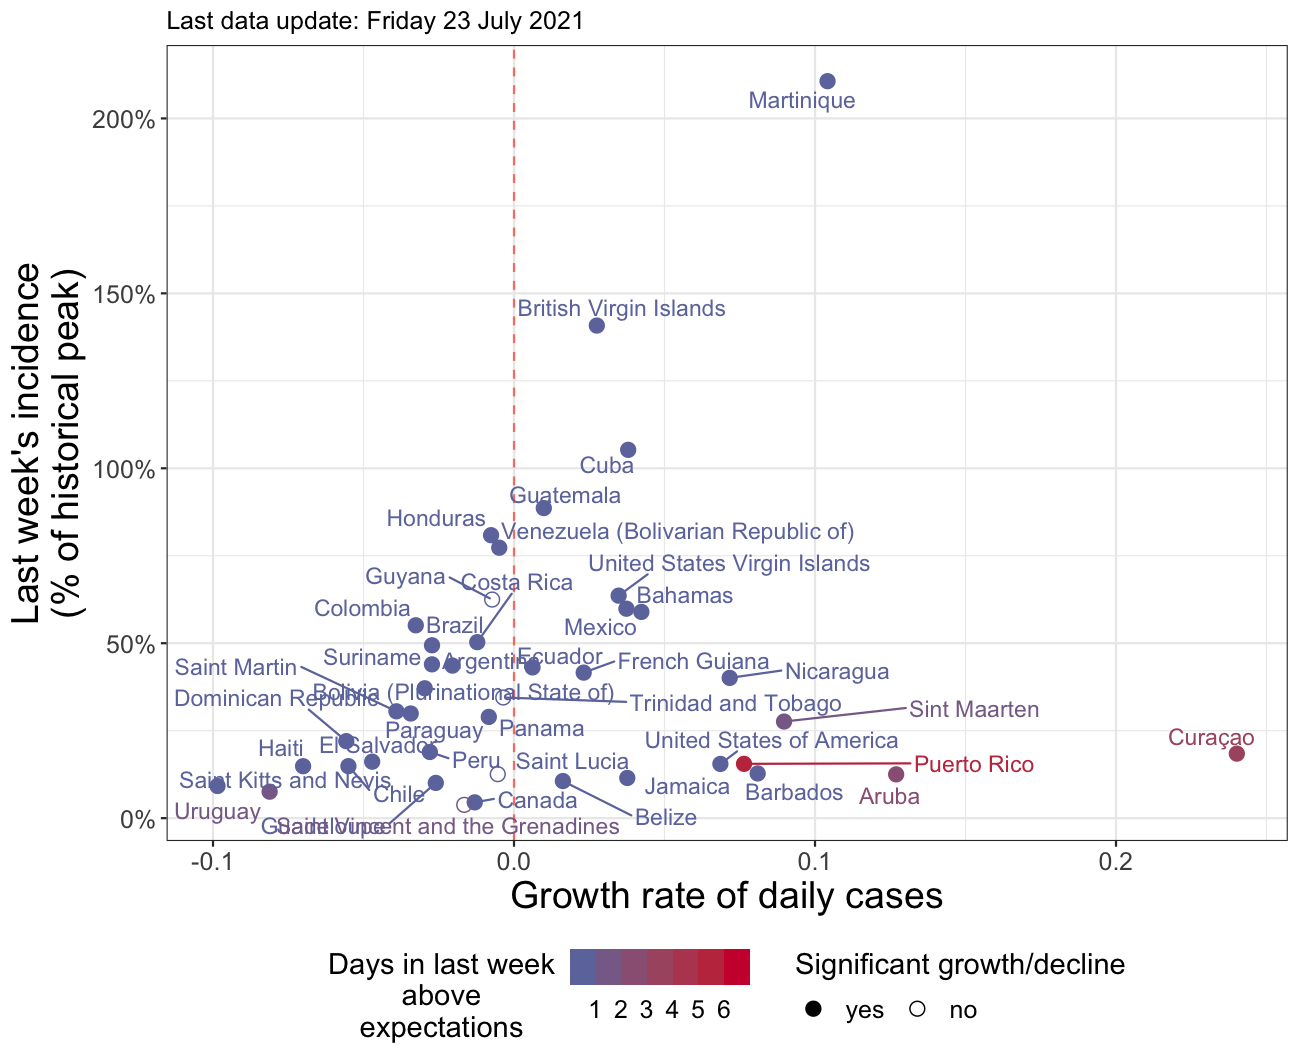 Last data update: Friday 23 July 2021
Last week's incidence
(% of historical peak)
200%
150%
100%
50%
0%
Martinique
British Virgin Islands
Cuba
Guatemala
Honduras
Venezuela (Bolivarian Republic of)
United States Virgin Islands
Guyana
Costa Rica
Bahamas
Colombia
Brazil
Mexico
Suriname
Argentina
Ecuador
French Guiana
Saint Martin
Nicaragua
Dominican Republic
Bolivia (Plurinational State of)
Trinidad and Tobago
Sint Maarten
Paraguay
Panama
Curaçao
Haiti
El Salvador
United States of America
Peru
Saint Lucia
Puerto Rico
Saint Kitts and Nevis
Chile
Canada
Jamaica
Barbados
Aruba
Uruguay
Belize
Guadeloupe
Saint Vincent and the Grenadines
-0.1
0.0
0.1
0.2
Growth rate of daily cases
Days in last week
above
expectations
1 2 3 4 5 6
Significant growth/decline
yes
no